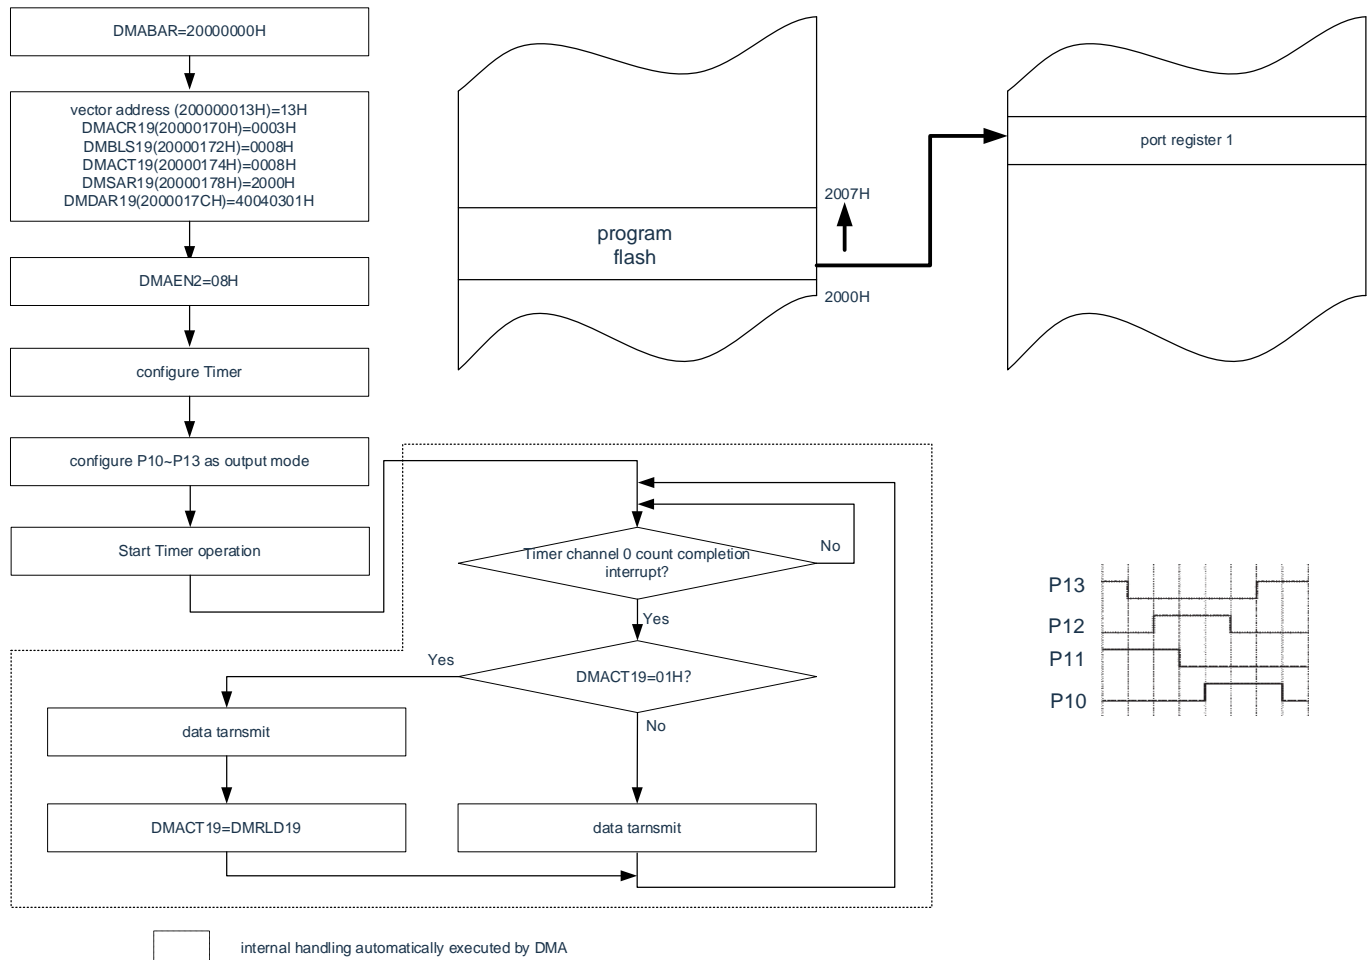 DMABAR=20000000H
vector address (200000013H)=13H
DMACR19(20000170H)=0003H
DMBLS19(20000172H)=0008H
DMACT19(20000174H)=0008H
DMSAR19(20000178H)=2000H
DMDAR19(2000017CH)=40040301H
DMAEN2=08H
configure Timer
configure P10~P13 as output mode
Start Timer operation
program
flash
2007H
2000H
port register 1
Timer channel 0 count completion
interrupt?
No
Yes
DMACT19=01H?
Yes
No
data tarnsmit
DMACT19=DMRLD19
data tarnsmit
P13
P12
P11
P10
internal handling automatically executed by DMA